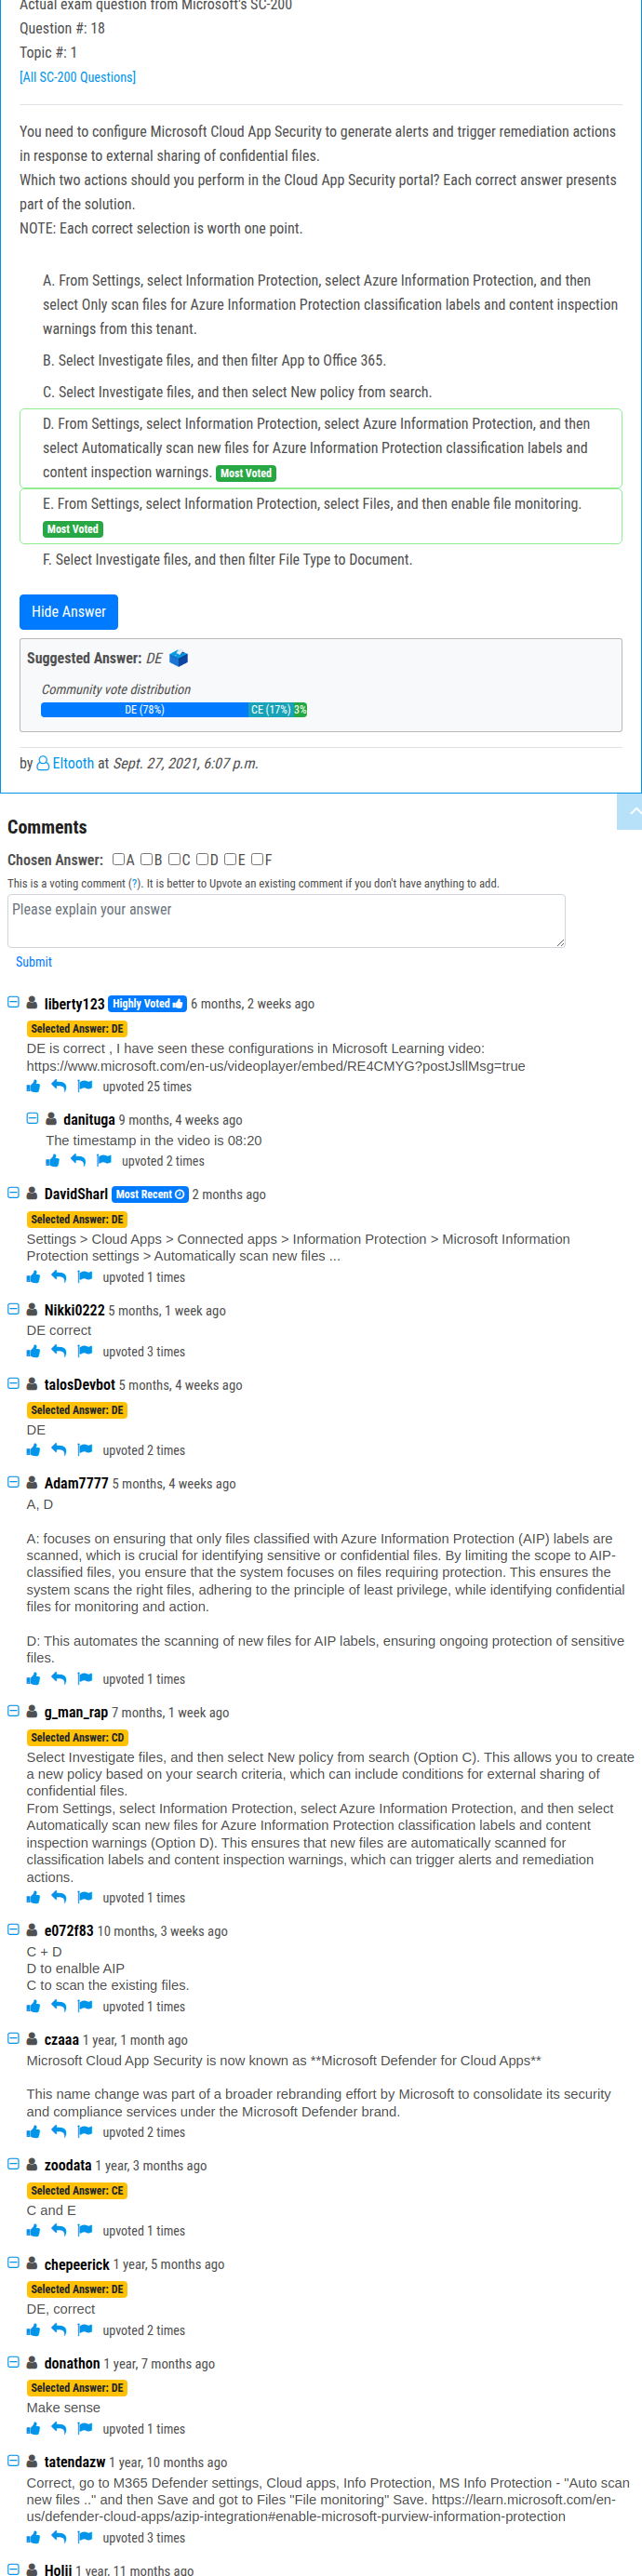 Actual exam question from Microsoft's SC-200
Question #: 18
Topic #: 1
[All SC-200 Questions]
You need to configure Microsoft Cloud App Security to generate alerts and trigger remediation actions
in response to external sharing of confidential files.
Which two actions should you perform in the Cloud App Security portal? Each correct answer presents
part of the solution.
NOTE: Each correct selection is worth one point.
A. From Settings, select Information Protection, select Azure Information Protection, and then
select Only scan files for Azure Information Protection classification labels and content inspection
warnings from this tenant.
B. Select Investigate files, and then filter App to Office 365.
C. Select Investigate files, and then select New policy from search.
D. From Settings, select Information Protection, select Azure Information Protection, and then
select Automatically scan new files for Azure Information Protection classification labels and
content inspection warnings. Most Voted
E. From Settings, select Information Protection, select Files, and then enable file monitoring.
Most Voted
F. Select Investigate files, and then filter File Type to Document.
Hide Answer
Suggested Answer: DE
Community vote distribution
DE (78%) CE (17%) 3%
by Eltooth at Sept. 27, 2021, 6:07 p.m.
Comments
Chosen Answer: A B C D E F
This is a voting comment (?). It is better to Upvote an existing comment if you don't have anything to add.
Please explain your answer
Submit
liberty123 Highly Voted 6 months, 2 weeks ago
Selected Answer: DE
DE is correct , I have seen these configurations in Microsoft Learning video:
https://www.microsoft.com/en-us/videoplayer/embed/RE4CMYG?postJsllMsg=true
upvoted 25 times
danituga 9 months, 4 weeks ago
The timestamp in the video is 08:20
upvoted 2 times
DavidSharl Most Recent 2 months ago
Selected Answer: DE
Settings > Cloud Apps > Connected apps > Information Protection > Microsoft Information
Protection settings > Automatically scan new files ...
upvoted 1 times
Nikki0222 5 months, 1 week ago
DE correct
upvoted 3 times
talosDevbot 5 months, 4 weeks ago
Selected Answer: DE
DE
upvoted 2 times
Adam7777 5 months, 4 weeks ago
A, D
A: focuses on ensuring that only files classified with Azure Information Protection (AIP) labels are
scanned, which is crucial for identifying sensitive or confidential files. By limiting the scope to AIP-
classified files, you ensure that the system focuses on files requiring protection. This ensures the
system scans the right files, adhering to the principle of least privilege, while identifying confidential
files for monitoring and action.
D: This automates the scanning of new files for AIP labels, ensuring ongoing protection of sensitive
files.
upvoted 1 times
g_man_rap 7 months, 1 week ago
Selected Answer: CD
Select Investigate files, and then select New policy from search (Option C). This allows you to create
a new policy based on your search criteria, which can include conditions for external sharing of
confidential files.
From Settings, select Information Protection, select Azure Information Protection, and then select
Automatically scan new files for Azure Information Protection classification labels and content
inspection warnings (Option D). This ensures that new files are automatically scanned for
classification labels and content inspection warnings, which can trigger alerts and remediation
actions.
upvoted 1 times
e072f83 10 months, 3 weeks ago
C + D
D to enalble AIP
C to scan the existing files.
upvoted 1 times
czaaa 1 year, 1 month ago
Microsoft Cloud App Security is now known as **Microsoft Defender for Cloud Apps**
This name change was part of a broader rebranding effort by Microsoft to consolidate its security
and compliance services under the Microsoft Defender brand.
upvoted 2 times
zoodata 1 year, 3 months ago
Selected Answer: CE
C and E
upvoted 1 times
chepeerick 1 year, 5 months ago
Selected Answer: DE
DE, correct
upvoted 2 times
donathon 1 year, 7 months ago
Selected Answer: DE
Make sense
upvoted 1 times
tatendazw 1 year, 10 months ago
Correct, go to M365 Defender settings, Cloud apps, Info Protection, MS Info Protection - "Auto scan
new files .." and then Save and got to Files "File monitoring" Save. https://learn.microsoft.com/en-
us/defender-cloud-apps/azip-integration#enable-microsoft-purview-information-protection
upvoted 3 times
Holii 1 year, 11 months ago